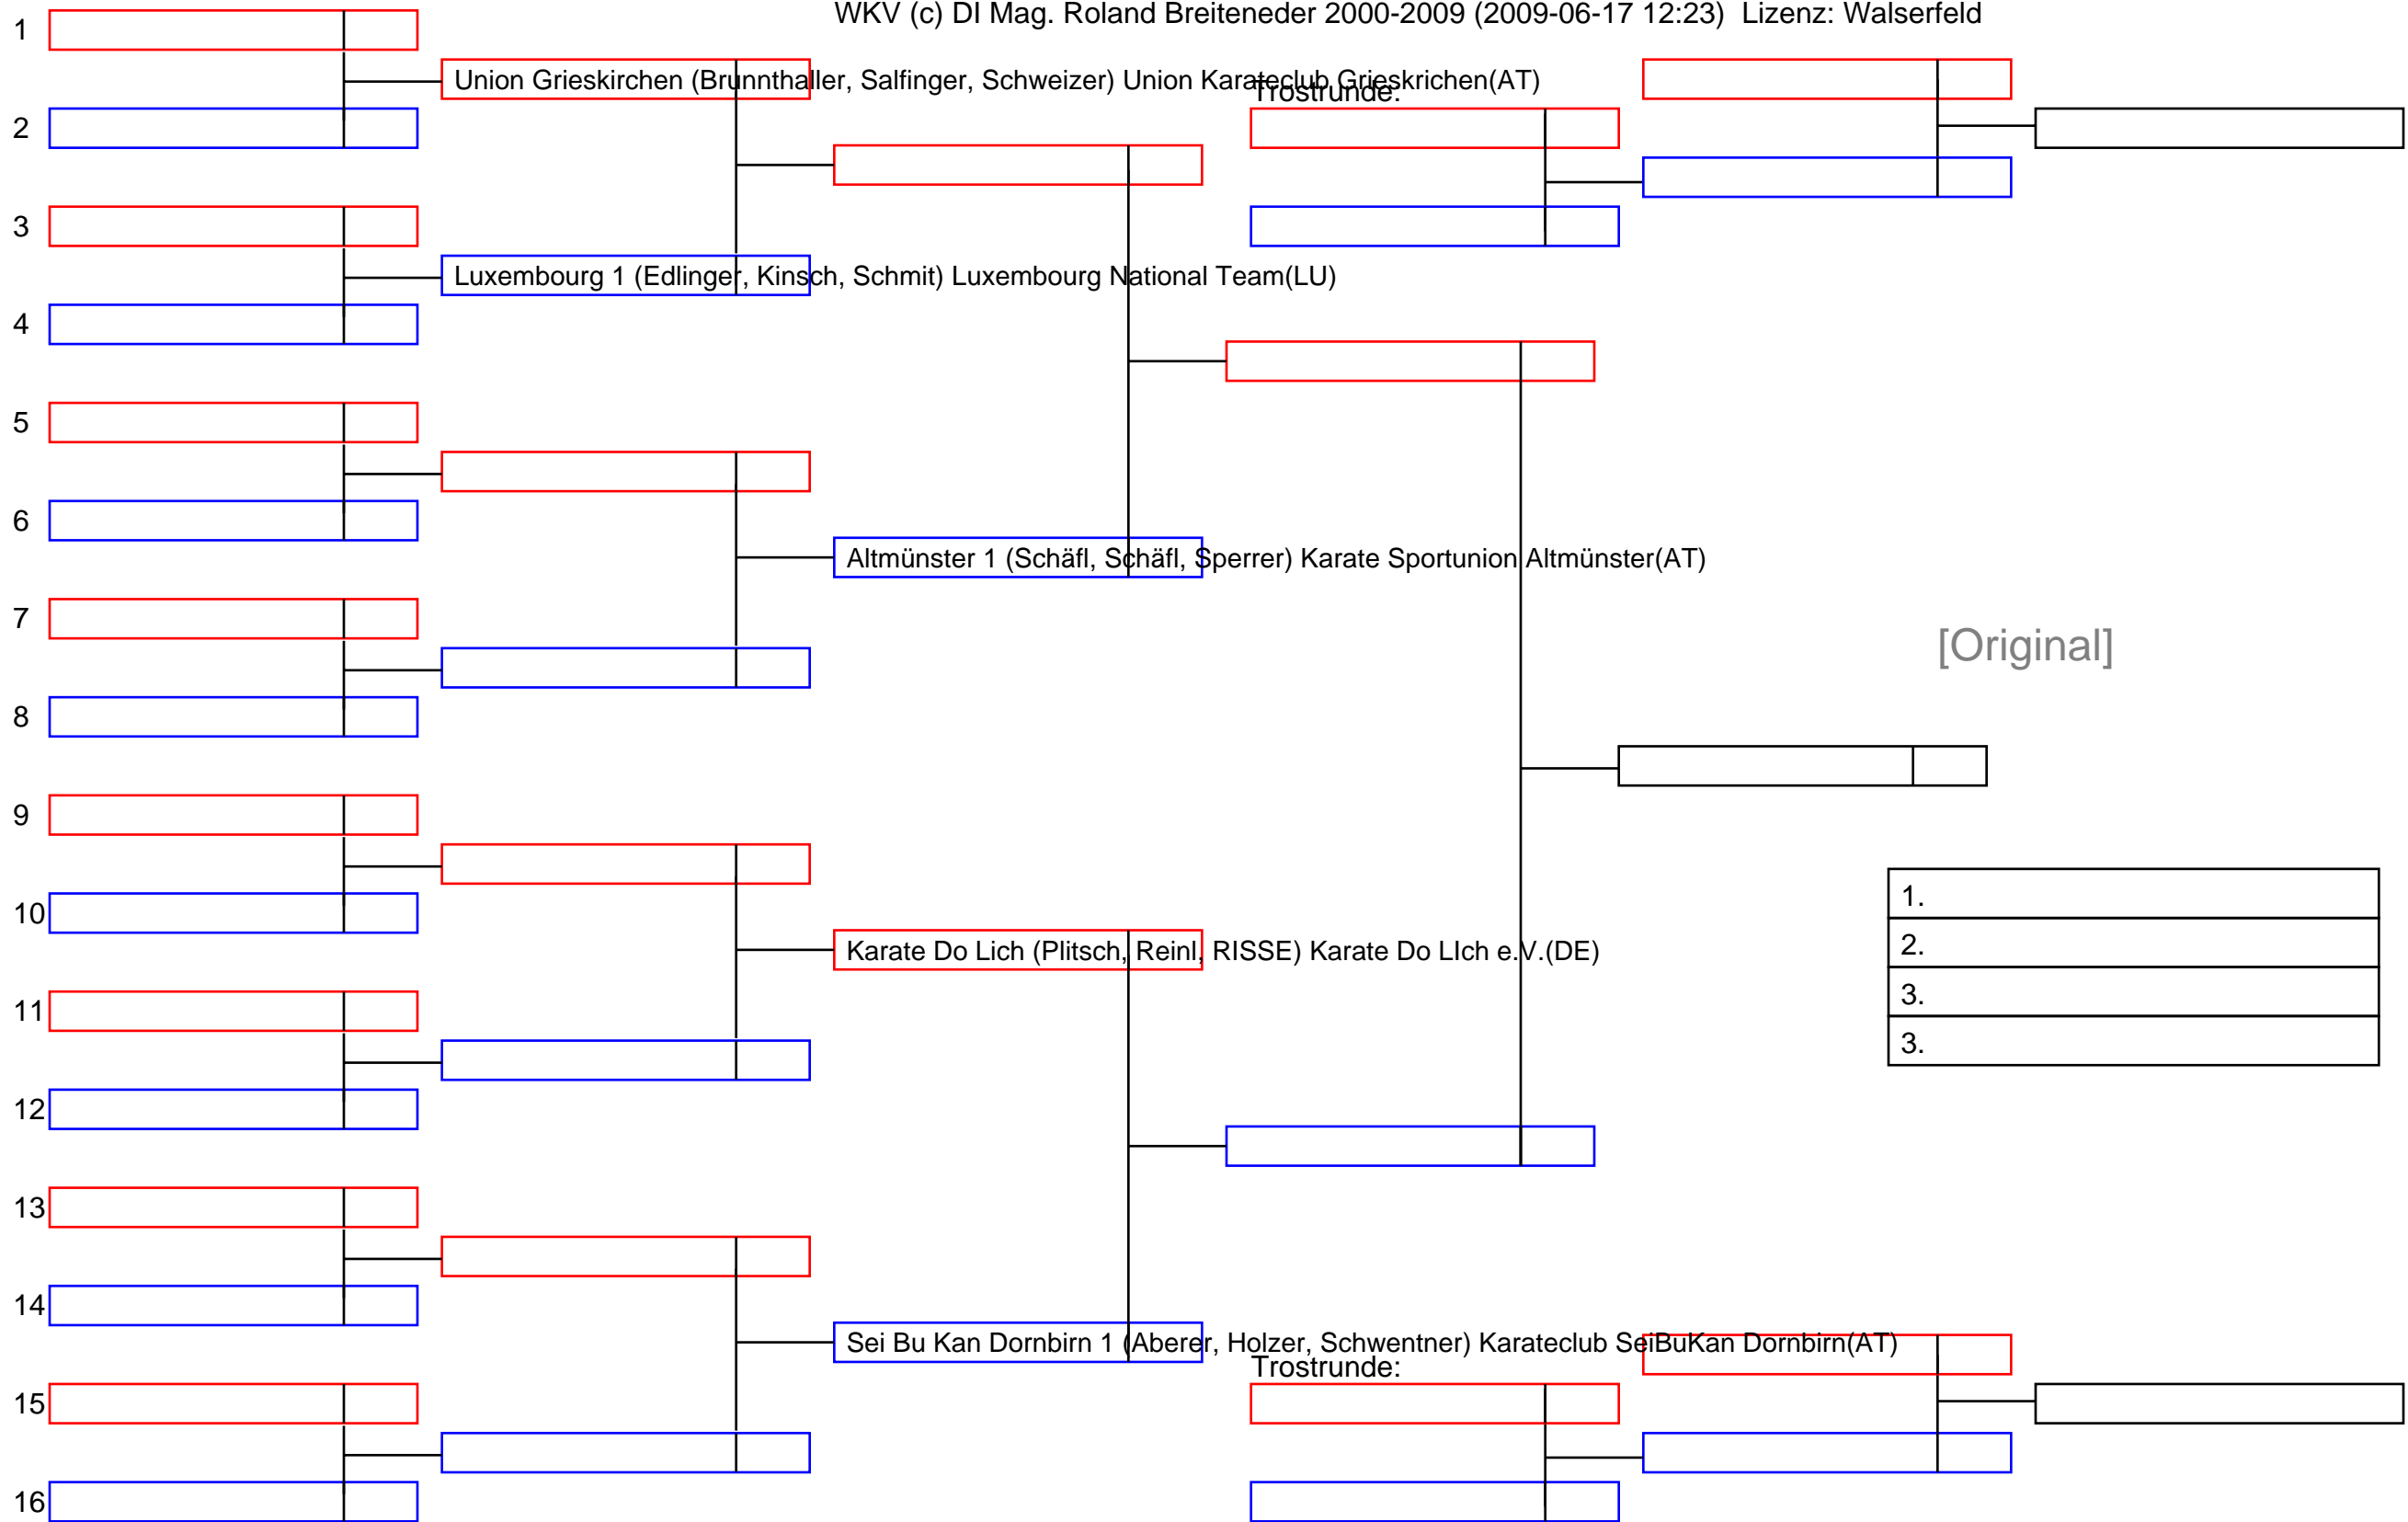 WKV (c) DI Mag. Roland Breiteneder 2000-2009 (2009-06-17 12:23)  Lizenz: Walserfeld
1
Union Grieskirchen (Brunnthaller, Salfinger, Schweizer) Union Karateclub Grieskrichen(AT)
Trostrunde:
2
3
Luxembourg 1 (Edlinger, Kinsch, Schmit) Luxembourg National Team(LU)
4
5
6
Altmünster 1 (Schäfl, Schäfl, Sperrer) Karate Sportunion Altmünster(AT)
7
[Original]
8
9
1.
10
2.
Karate Do Lich (Plitsch, Reinl, RISSE) Karate Do LIch e.V.(DE)
3.
11
3.
12
13
14
Sei Bu Kan Dornbirn 1 (Aberer, Holzer, Schwentner) Karateclub SeiBuKan Dornbirn(AT)
Trostrunde:
15
16